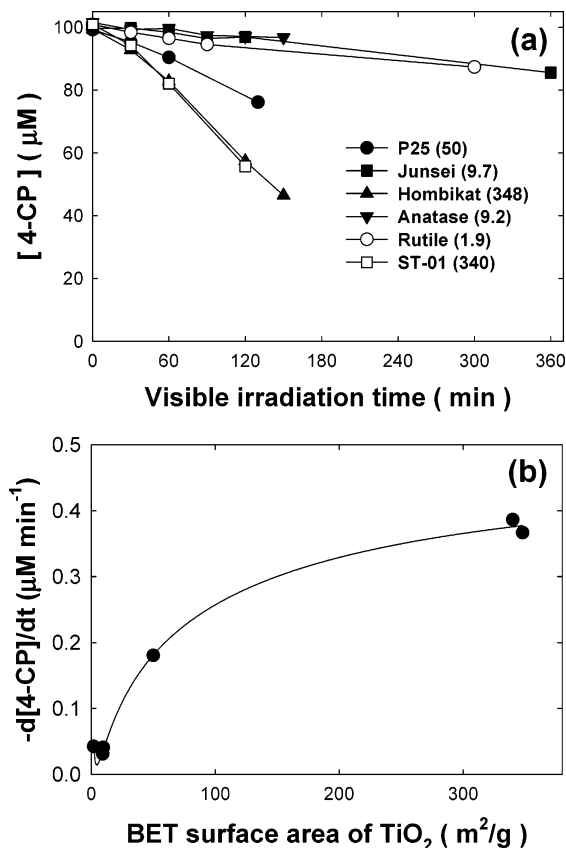 (a)
100
80
60
40
20
0
[ 4-CP ] ( μM )
P25 (50)
Junsei (9.7)
Hombikat (348)
Anatase (9.2)
Rutile (1.9)
ST-01 (340)
0 60 120 180 240 300 360
Visible irradiation time ( min )
(b)
0.5
0.4
0.3
0.2
0.1
0.0
-d[4-CP]/dt (μM min⁻¹)
0 100 200 300
BET surface area of TiO₂ ( m²/g )